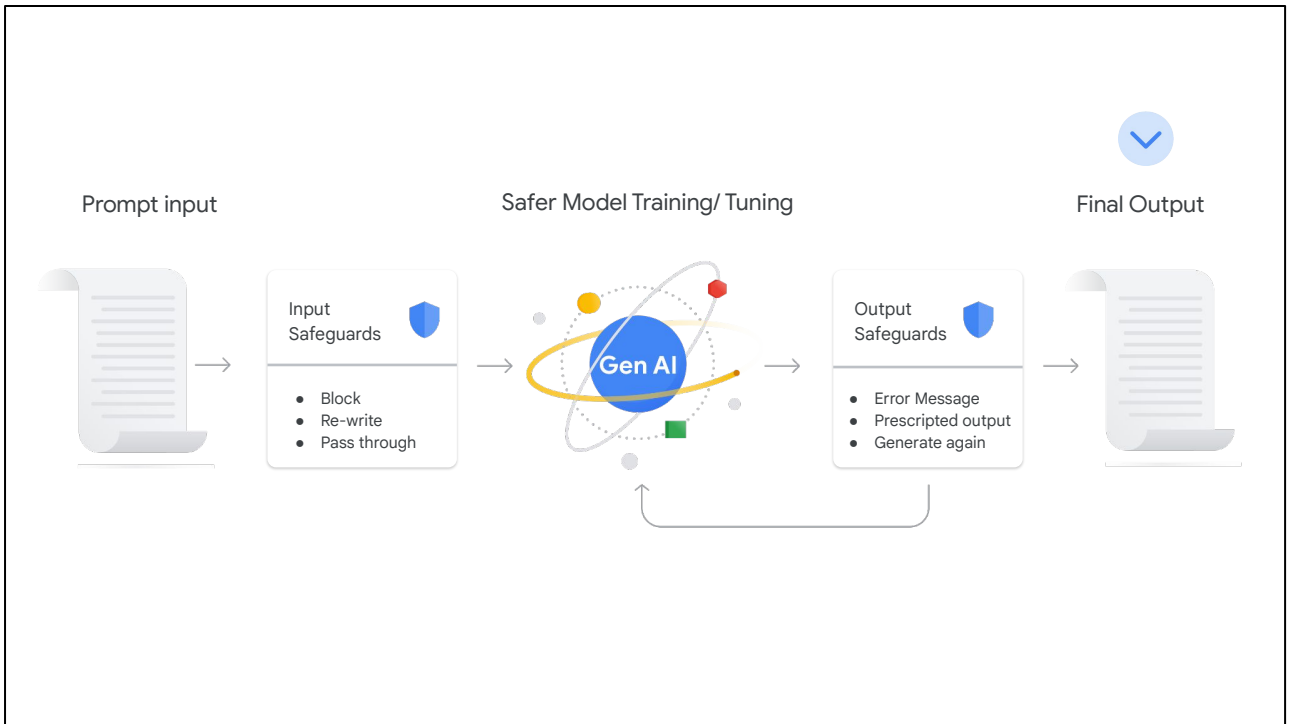 Prompt input
Safer Model Training/ Tuning
Final Output
Input
Safeguards
● Block
● Re-write
● Pass through
Gen AI
Output
Safeguards
● Error Message
● Prescripted output
● Generate again